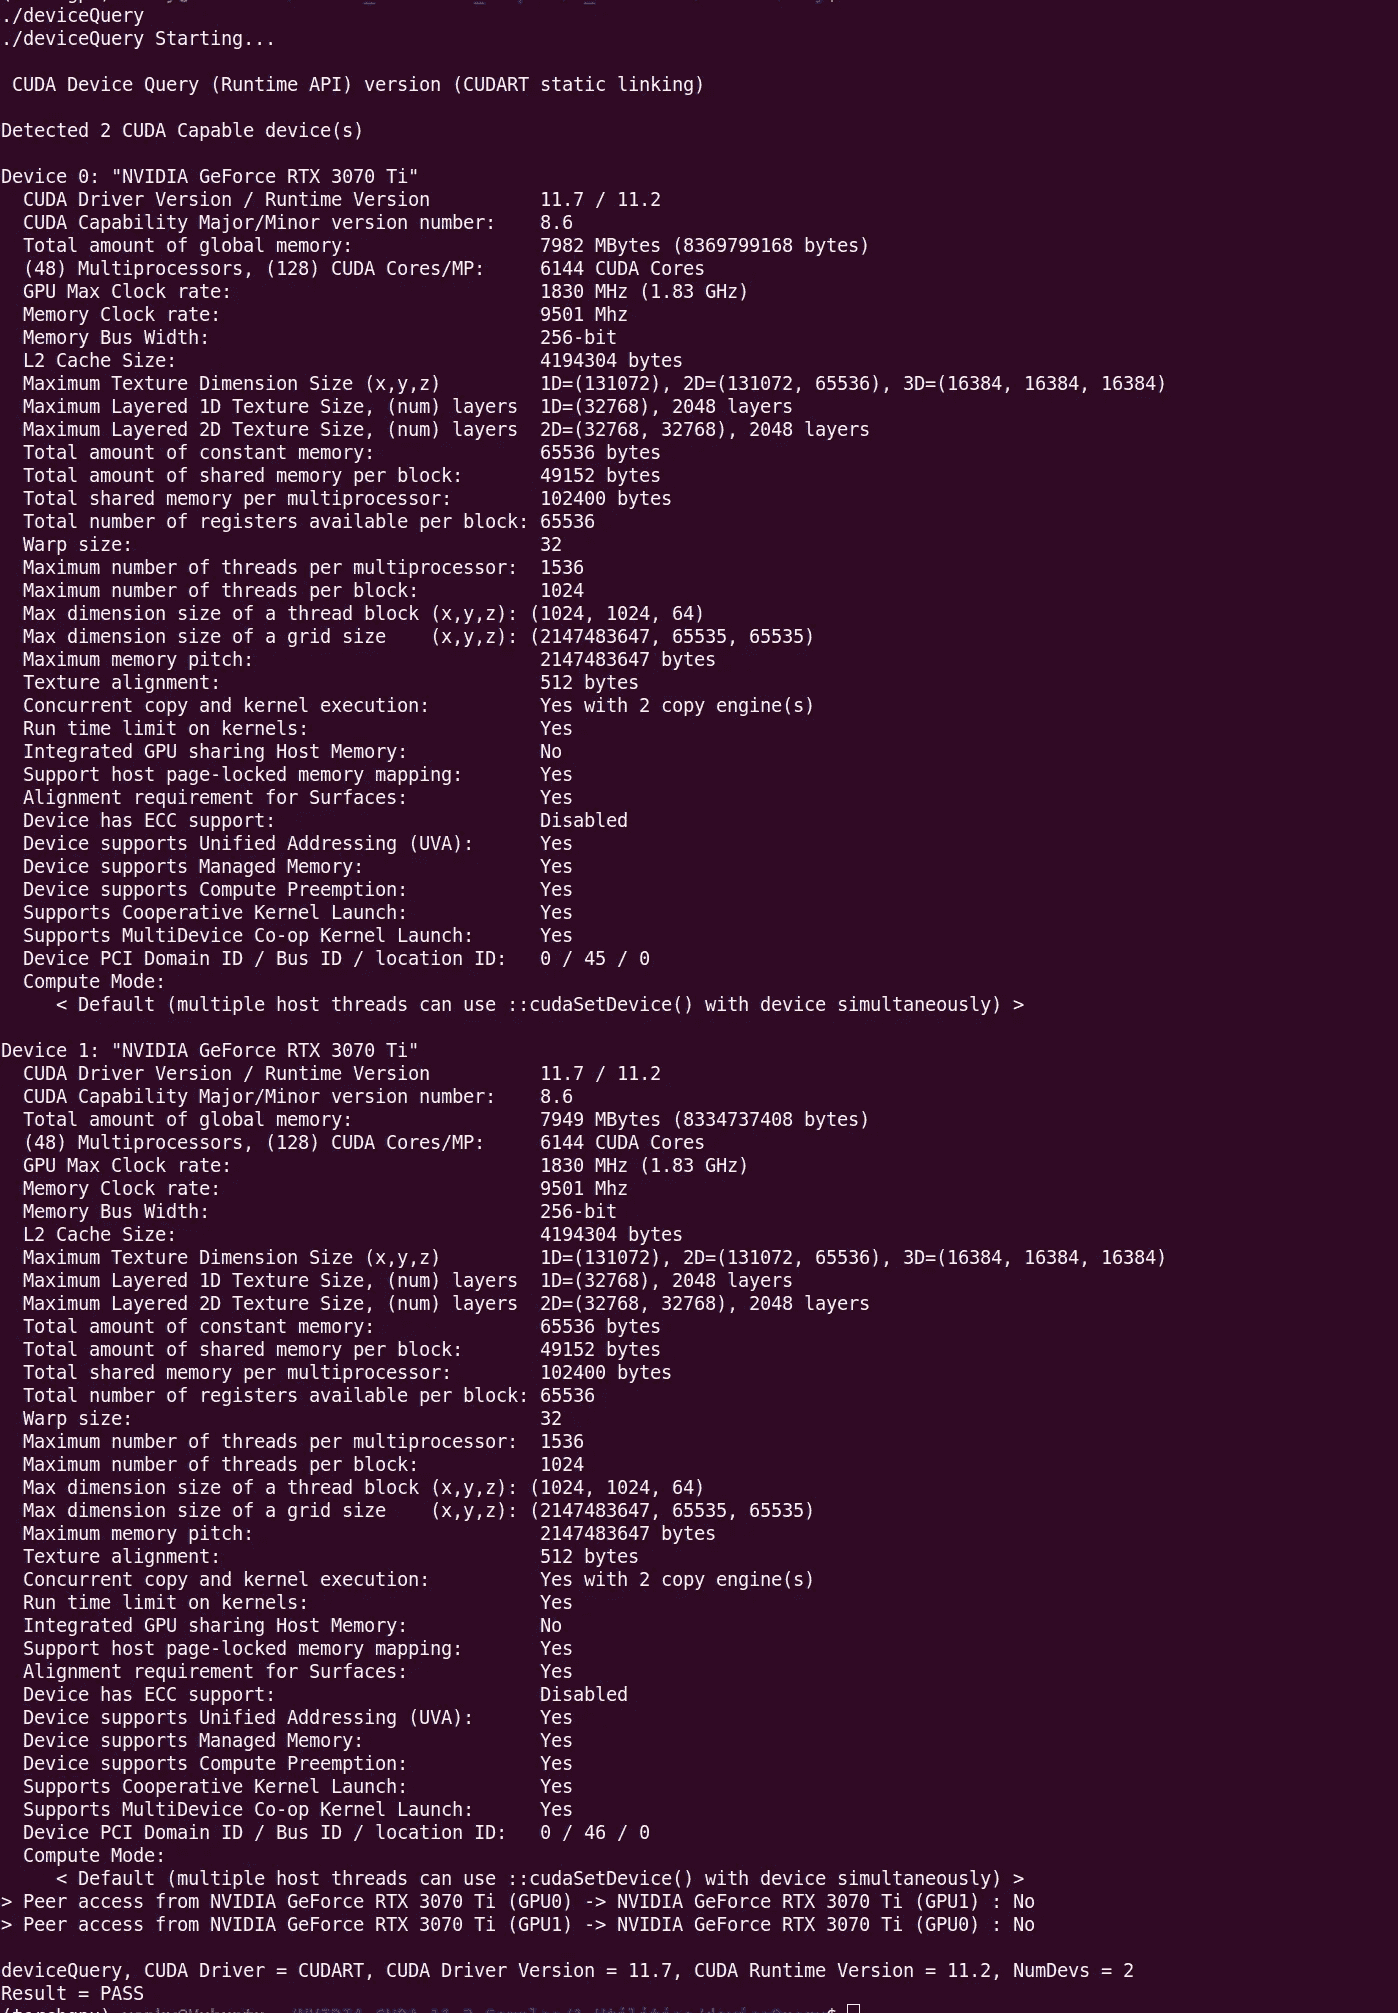 ./deviceQuery
./deviceQuery Starting...
CUDA Device Query (Runtime API) version (CUDART static linking)
Detected 2 CUDA Capable device(s)
Device 0: "NVIDIA GeForce RTX 3070 Ti"
CUDA Driver Version / Runtime Version 11.7 / 11.2
CUDA Capability Major/Minor version number: 8.6
Total amount of global memory: 7982 MBytes (8369799168 bytes)
(48) Multiprocessors, (128) CUDA Cores/MP: 6144 CUDA Cores
GPU Max Clock rate: 1830 MHz (1.83 GHz)
Memory Clock rate: 9501 Mhz
Memory Bus Width: 256-bit
L2 Cache Size: 4194304 bytes
Maximum Texture Dimension Size (x,y,z) 1D=(131072), 2D=(131072, 65536), 3D=(16384, 16384, 16384)
Maximum Layered 1D Texture Size, (num) layers 1D=(32768), 2048 layers
Maximum Layered 2D Texture Size, (num) layers 2D=(32768, 32768), 2048 layers
Total amount of constant memory: 65536 bytes
Total amount of shared memory per block: 49152 bytes
Total shared memory per multiprocessor: 102400 bytes
Total number of registers available per block: 65536
Warp size: 32
Maximum number of threads per multiprocessor: 1536
Maximum number of threads per block: 1024
Max dimension size of a thread block (x,y,z): (1024, 1024, 64)
Max dimension size of a grid size (x,y,z): (2147483647, 65535, 65535)
Maximum memory pitch: 2147483647 bytes
Texture alignment: 512 bytes
Concurrent copy and kernel execution: Yes with 2 copy engine(s)
Run time limit on kernels: Yes
Integrated GPU sharing Host Memory: No
Support host page-locked memory mapping: Yes
Alignment requirement for Surfaces: Yes
Device has ECC support: Disabled
Device supports Unified Addressing (UVA): Yes
Device supports Managed Memory: Yes
Device supports Compute Preemption: Yes
Supports Cooperative Kernel Launch: Yes
Supports MultiDevice Co-op Kernel Launch: Yes
Device PCI Domain ID / Bus ID / location ID: 0 / 45 / 0
Compute Mode:
< Default (multiple host threads can use ::cudaSetDevice() with device simultaneously) >
Device 1: "NVIDIA GeForce RTX 3070 Ti"
CUDA Driver Version / Runtime Version 11.7 / 11.2
CUDA Capability Major/Minor version number: 8.6
Total amount of global memory: 7949 MBytes (8334737408 bytes)
(48) Multiprocessors, (128) CUDA Cores/MP: 6144 CUDA Cores
GPU Max Clock rate: 1830 MHz (1.83 GHz)
Memory Clock rate: 9501 Mhz
Memory Bus Width: 256-bit
L2 Cache Size: 4194304 bytes
Maximum Texture Dimension Size (x,y,z) 1D=(131072), 2D=(131072, 65536), 3D=(16384, 16384, 16384)
Maximum Layered 1D Texture Size, (num) layers 1D=(32768), 2048 layers
Maximum Layered 2D Texture Size, (num) layers 2D=(32768, 32768), 2048 layers
Total amount of constant memory: 65536 bytes
Total amount of shared memory per block: 49152 bytes
Total shared memory per multiprocessor: 102400 bytes
Total number of registers available per block: 65536
Warp size: 32
Maximum number of threads per multiprocessor: 1536
Maximum number of threads per block: 1024
Max dimension size of a thread block (x,y,z): (1024, 1024, 64)
Max dimension size of a grid size (x,y,z): (2147483647, 65535, 65535)
Maximum memory pitch: 2147483647 bytes
Texture alignment: 512 bytes
Concurrent copy and kernel execution: Yes with 2 copy engine(s)
Run time limit on kernels: Yes
Integrated GPU sharing Host Memory: No
Support host page-locked memory mapping: Yes
Alignment requirement for Surfaces: Yes
Device has ECC support: Disabled
Device supports Unified Addressing (UVA): Yes
Device supports Managed Memory: Yes
Device supports Compute Preemption: Yes
Supports Cooperative Kernel Launch: Yes
Supports MultiDevice Co-op Kernel Launch: Yes
Device PCI Domain ID / Bus ID / location ID: 0 / 46 / 0
Compute Mode:
< Default (multiple host threads can use ::cudaSetDevice() with device simultaneously) >
> Peer access from NVIDIA GeForce RTX 3070 Ti (GPU0) -> NVIDIA GeForce RTX 3070 Ti (GPU1) : No
> Peer access from NVIDIA GeForce RTX 3070 Ti (GPU1) -> NVIDIA GeForce RTX 3070 Ti (GPU0) : No
deviceQuery, CUDA Driver = CUDART, CUDA Driver Version = 11.7, CUDA Runtime Version = 11.2, NumDevs = 2
Result = PASS